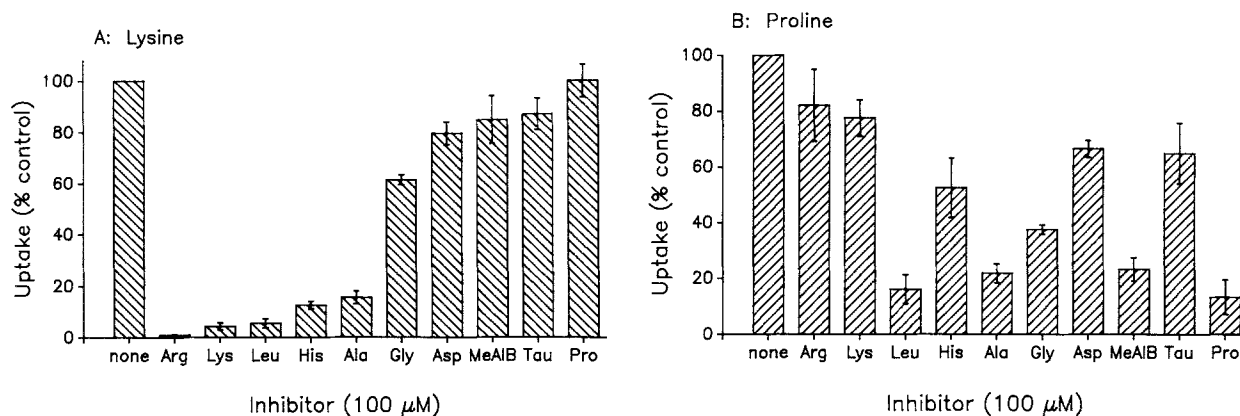 A: Lysine
Uptake (% control)
100
80
60
40
20
0
none Arg Lys Leu His Ala Gly Asp MeAIB Tau Pro
Inhibitor (100 μM)
B: Proline
Uptake (% control)
100
80
60
40
20
0
none Arg Lys Leu His Ala Gly Asp MeAIB Tau Pro
Inhibitor (100 μM)